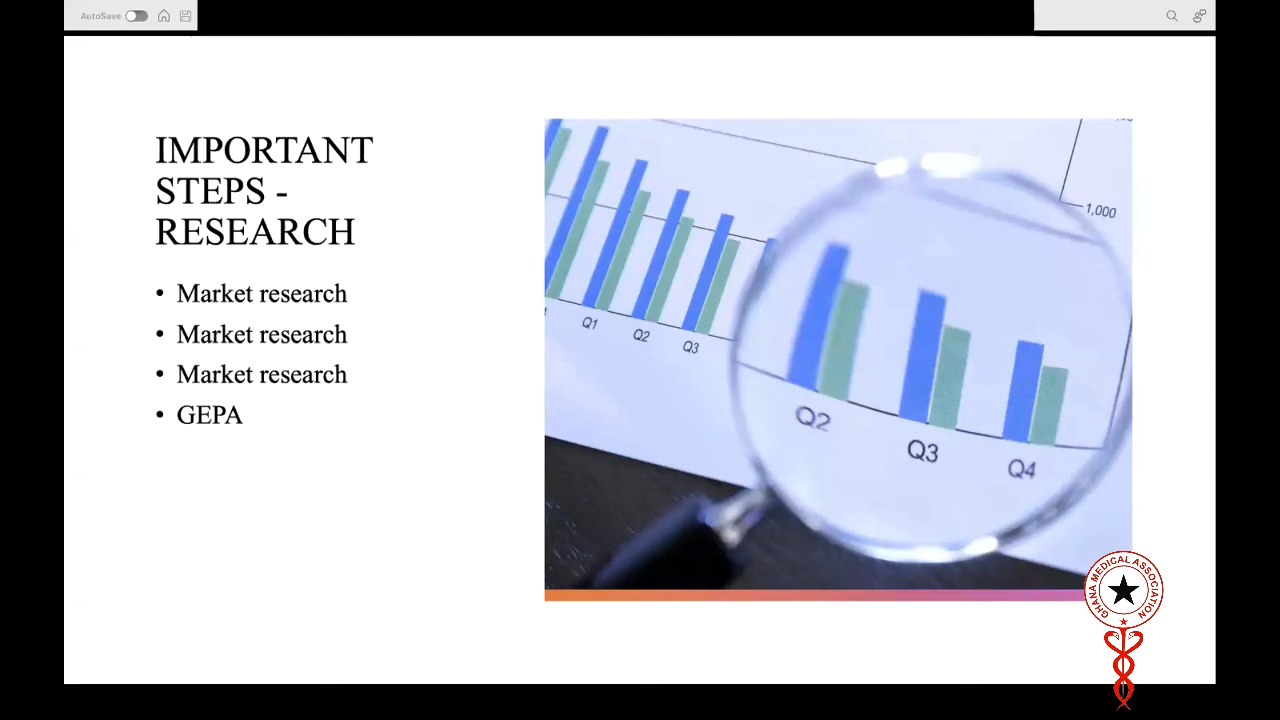 AutoSave
IMPORTANT
STEPS -
RESEARCH
• Market research
• Market research
• Market research
• GEPA
1,000
Q1
Q2
Q3
Q2
Q3
Q4
GHANA MEDICAL ASSOCIATION